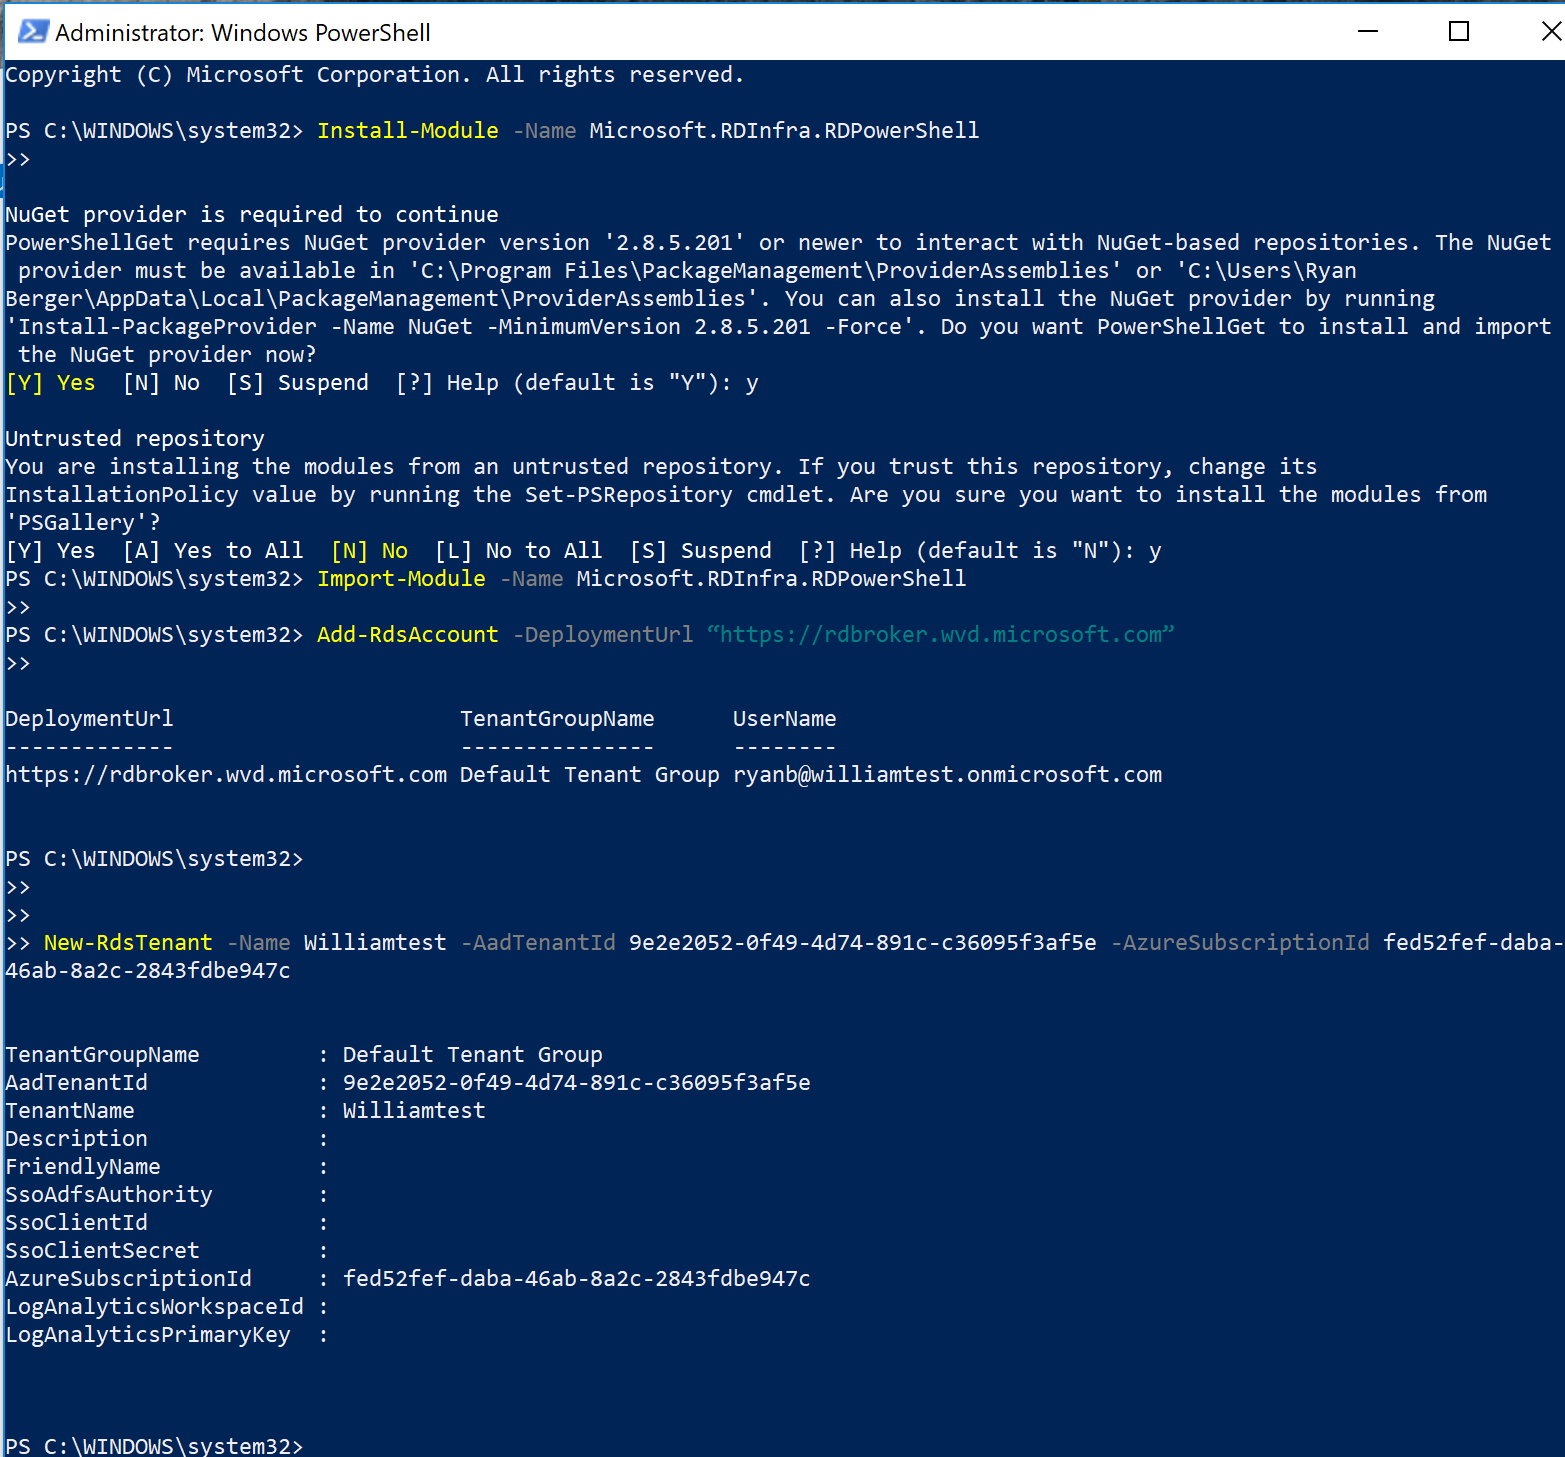 Administrator: Windows PowerShell
Copyright (C) Microsoft Corporation. All rights reserved.
PS C:\WINDOWS\system32> Install-Module -Name Microsoft.RDInfra.RDPowerShell
>>
NuGet provider is required to continue
PowerShellGet requires NuGet provider version '2.8.5.201' or newer to interact with NuGet-based repositories. The NuGet
provider must be available in 'C:\Program Files\PackageManagement\ProviderAssemblies' or 'C:\Users\Ryan
Berger\AppData\Local\PackageManagement\ProviderAssemblies'. You can also install the NuGet provider by running
'Install-PackageProvider -Name NuGet -MinimumVersion 2.8.5.201 -Force'. Do you want PowerShellGet to install and import
the NuGet provider now?
[Y] Yes  [N] No  [S] Suspend  [?] Help (default is "Y"): y
Untrusted repository
You are installing the modules from an untrusted repository. If you trust this repository, change its
InstallationPolicy value by running the Set-PSRepository cmdlet. Are you sure you want to install the modules from
'PSGallery'?
[Y] Yes  [A] Yes to All  [N] No  [L] No to All  [S] Suspend  [?] Help (default is "N"): y
PS C:\WINDOWS\system32> Import-Module -Name Microsoft.RDInfra.RDPowerShell
>>
PS C:\WINDOWS\system32> Add-RdsAccount -DeploymentUrl “https://rdbroker.wvd.microsoft.com”
>>
DeploymentUrl                      TenantGroupName      UserName
-------------                      ---------------      --------
https://rdbroker.wvd.microsoft.com Default Tenant Group ryanb@williamtest.onmicrosoft.com
PS C:\WINDOWS\system32>
>>
>>
>> New-RdsTenant -Name Williamtest -AadTenantId 9e2e2052-0f49-4d74-891c-c36095f3af5e -AzureSubscriptionId fed52fef-daba-
46ab-8a2c-2843fdbe947c
TenantGroupName         : Default Tenant Group
AadTenantId             : 9e2e2052-0f49-4d74-891c-c36095f3af5e
TenantName              : Williamtest
Description             :
FriendlyName            :
SsoAdfsAuthority        :
SsoClientId             :
SsoClientSecret         :
AzureSubscriptionId     : fed52fef-daba-46ab-8a2c-2843fdbe947c
LogAnalyticsWorkspaceId :
LogAnalyticsPrimaryKey  :
PS C:\WINDOWS\system32>